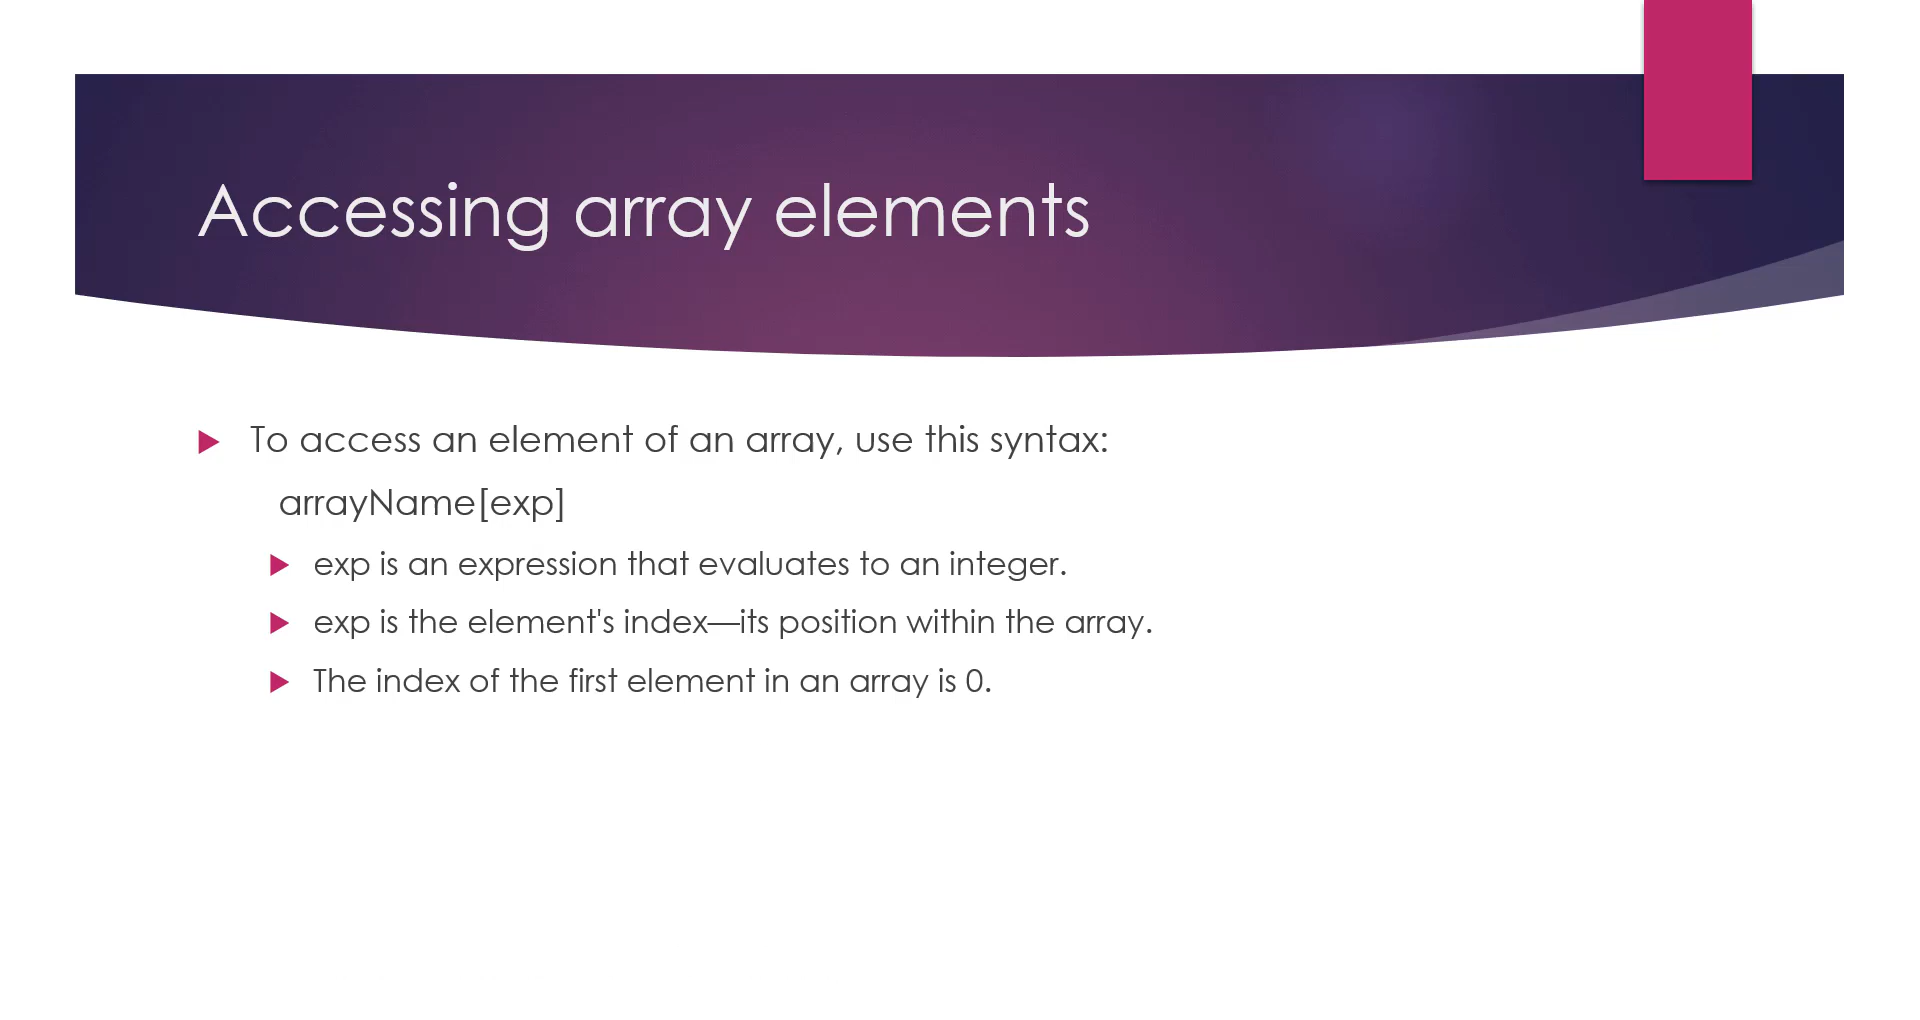 Accessing array elements
To access an element of an array, use this syntax:
arrayName[exp]
exp is an expression that evaluates to an integer.
exp is the element's index—its position within the array.
The index of the first element in an array is 0.